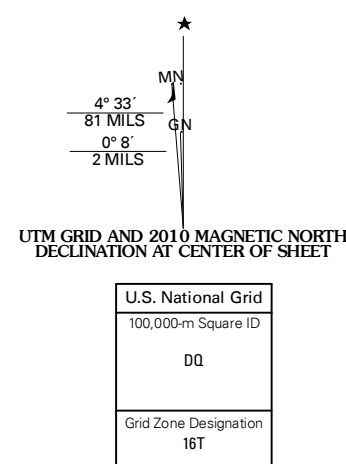 MN
4° 33´
81 MILS
GN
0° 8´
2 MILS
UTM GRID AND 2010 MAGNETIC NORTH
DECLINATION AT CENTER OF SHEET
U.S. National Grid
100,000-m Square ID
DQ
Grid Zone Designation
16T